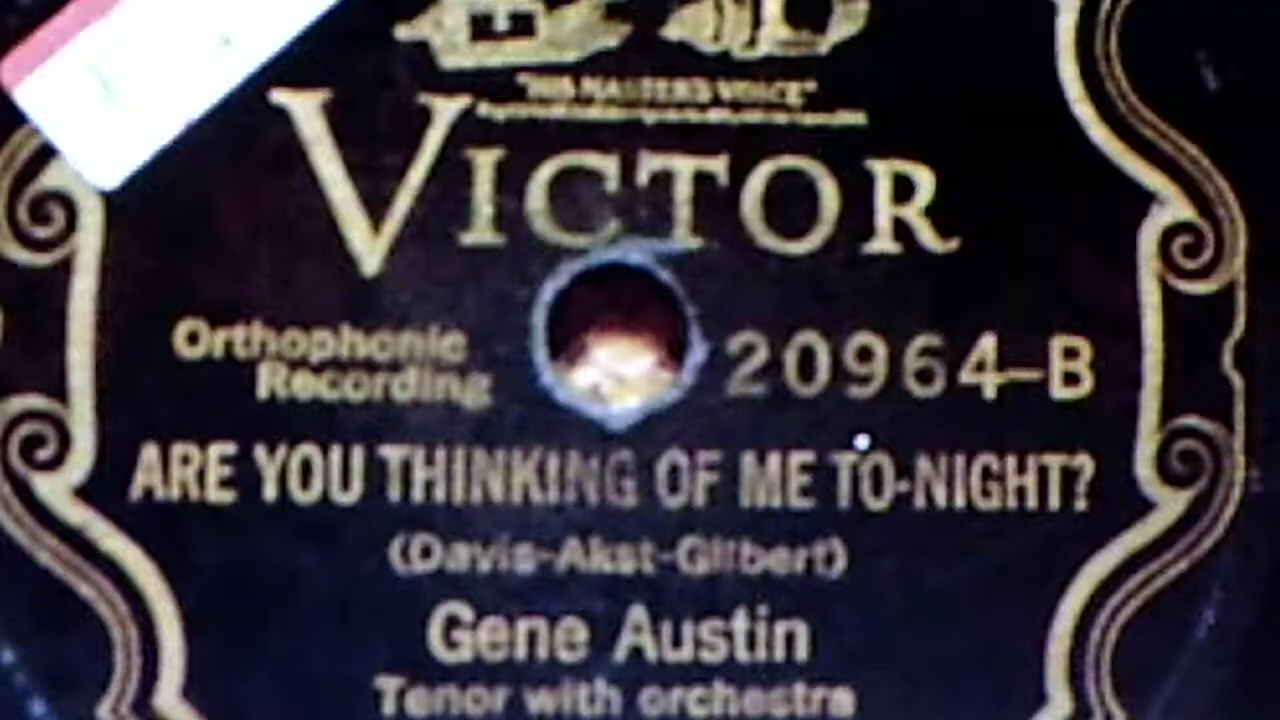 "HIS MASTER'S VOICE"
VICTOR
Orthophonic
Recording
20964-B
ARE YOU THINKING OF ME TO-NIGHT?
(Davis-Akst-Gilbert)
Gene Austin
Tenor with orchestra